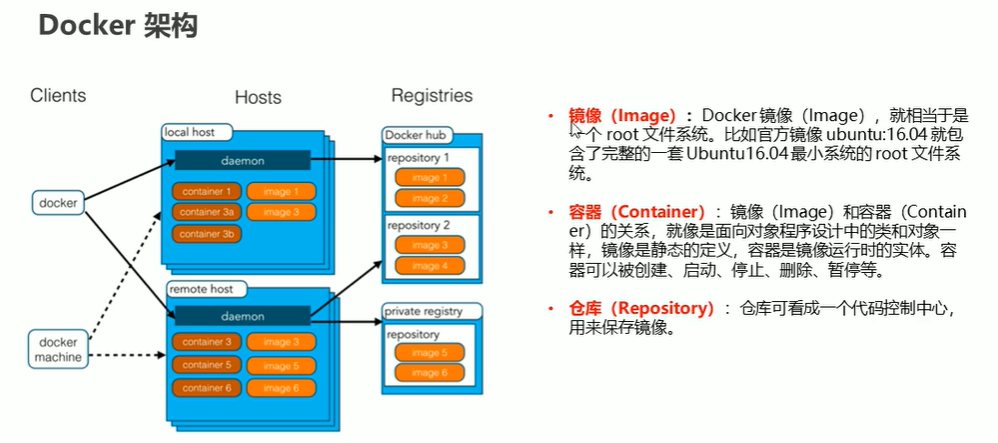 Docker 架构
Clients
Hosts
Registries
local host
daemon
container 1
image 1
container 3a
image 3
container 3b
docker
docker
machine
remote host
daemon
container 3
image 3
container 5
image 5
container 6
image 6
Docker hub
repository 1
image 1
image 2
repository 2
image 3
image 4
private registry
repository
image 5
image 6
• 镜像（Image）：Docker 镜像（Image），就相当于是
一个 root 文件系统。比如官方镜像 ubuntu:16.04 就包
含了完整的一套 Ubuntu16.04 最小系统的 root 文件系
统。
• 容器（Container）：镜像（Image）和容器（Contain
er）的关系，就像是面向对象程序设计中的类和对象一
样，镜像是静态的定义，容器是镜像运行时的实体。容
器可以被创建、启动、停止、删除、暂停等。
• 仓库（Repository）：仓库可看成一个代码控制中心，
用来保存镜像。